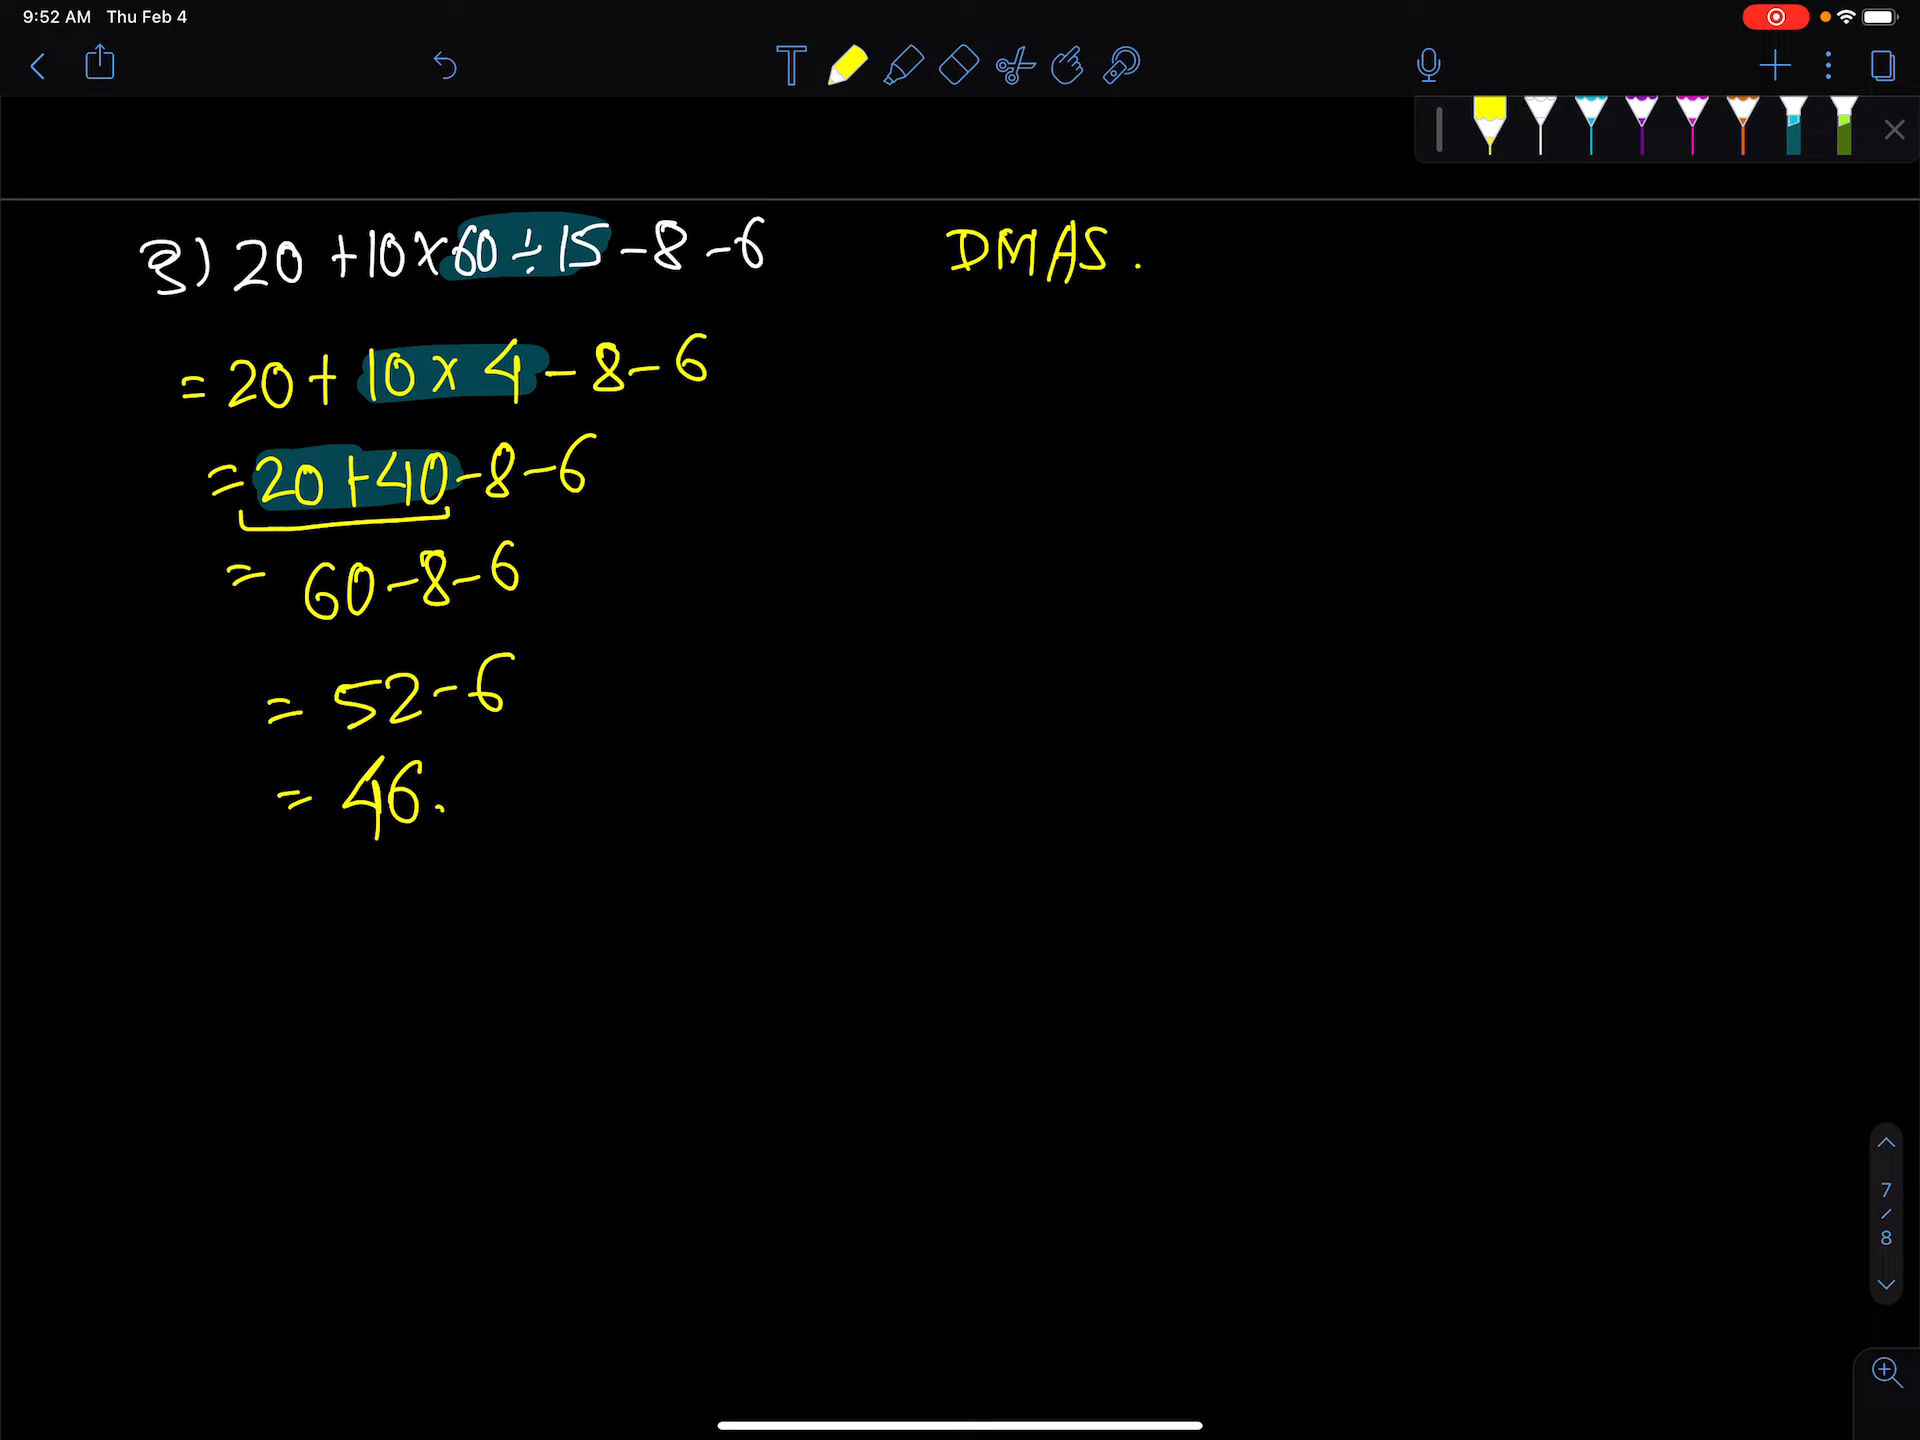 9:52 AM Thu Feb 4
3) 20 +10×60÷15-8-6 DMAS.
= 20+ 10 × 4 - 8 - 6
= 20+40-8-6
= 60-8-6
= 52-6
= 46.
7
/
8